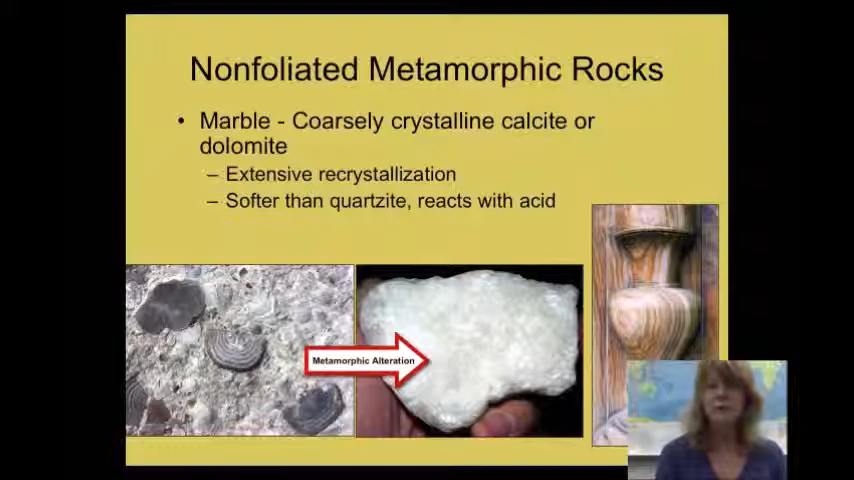 Nonfoliated Metamorphic Rocks
• Marble - Coarsely crystalline calcite or
dolomite
– Extensive recrystallization
– Softer than quartzite, reacts with acid
Metamorphic Alteration